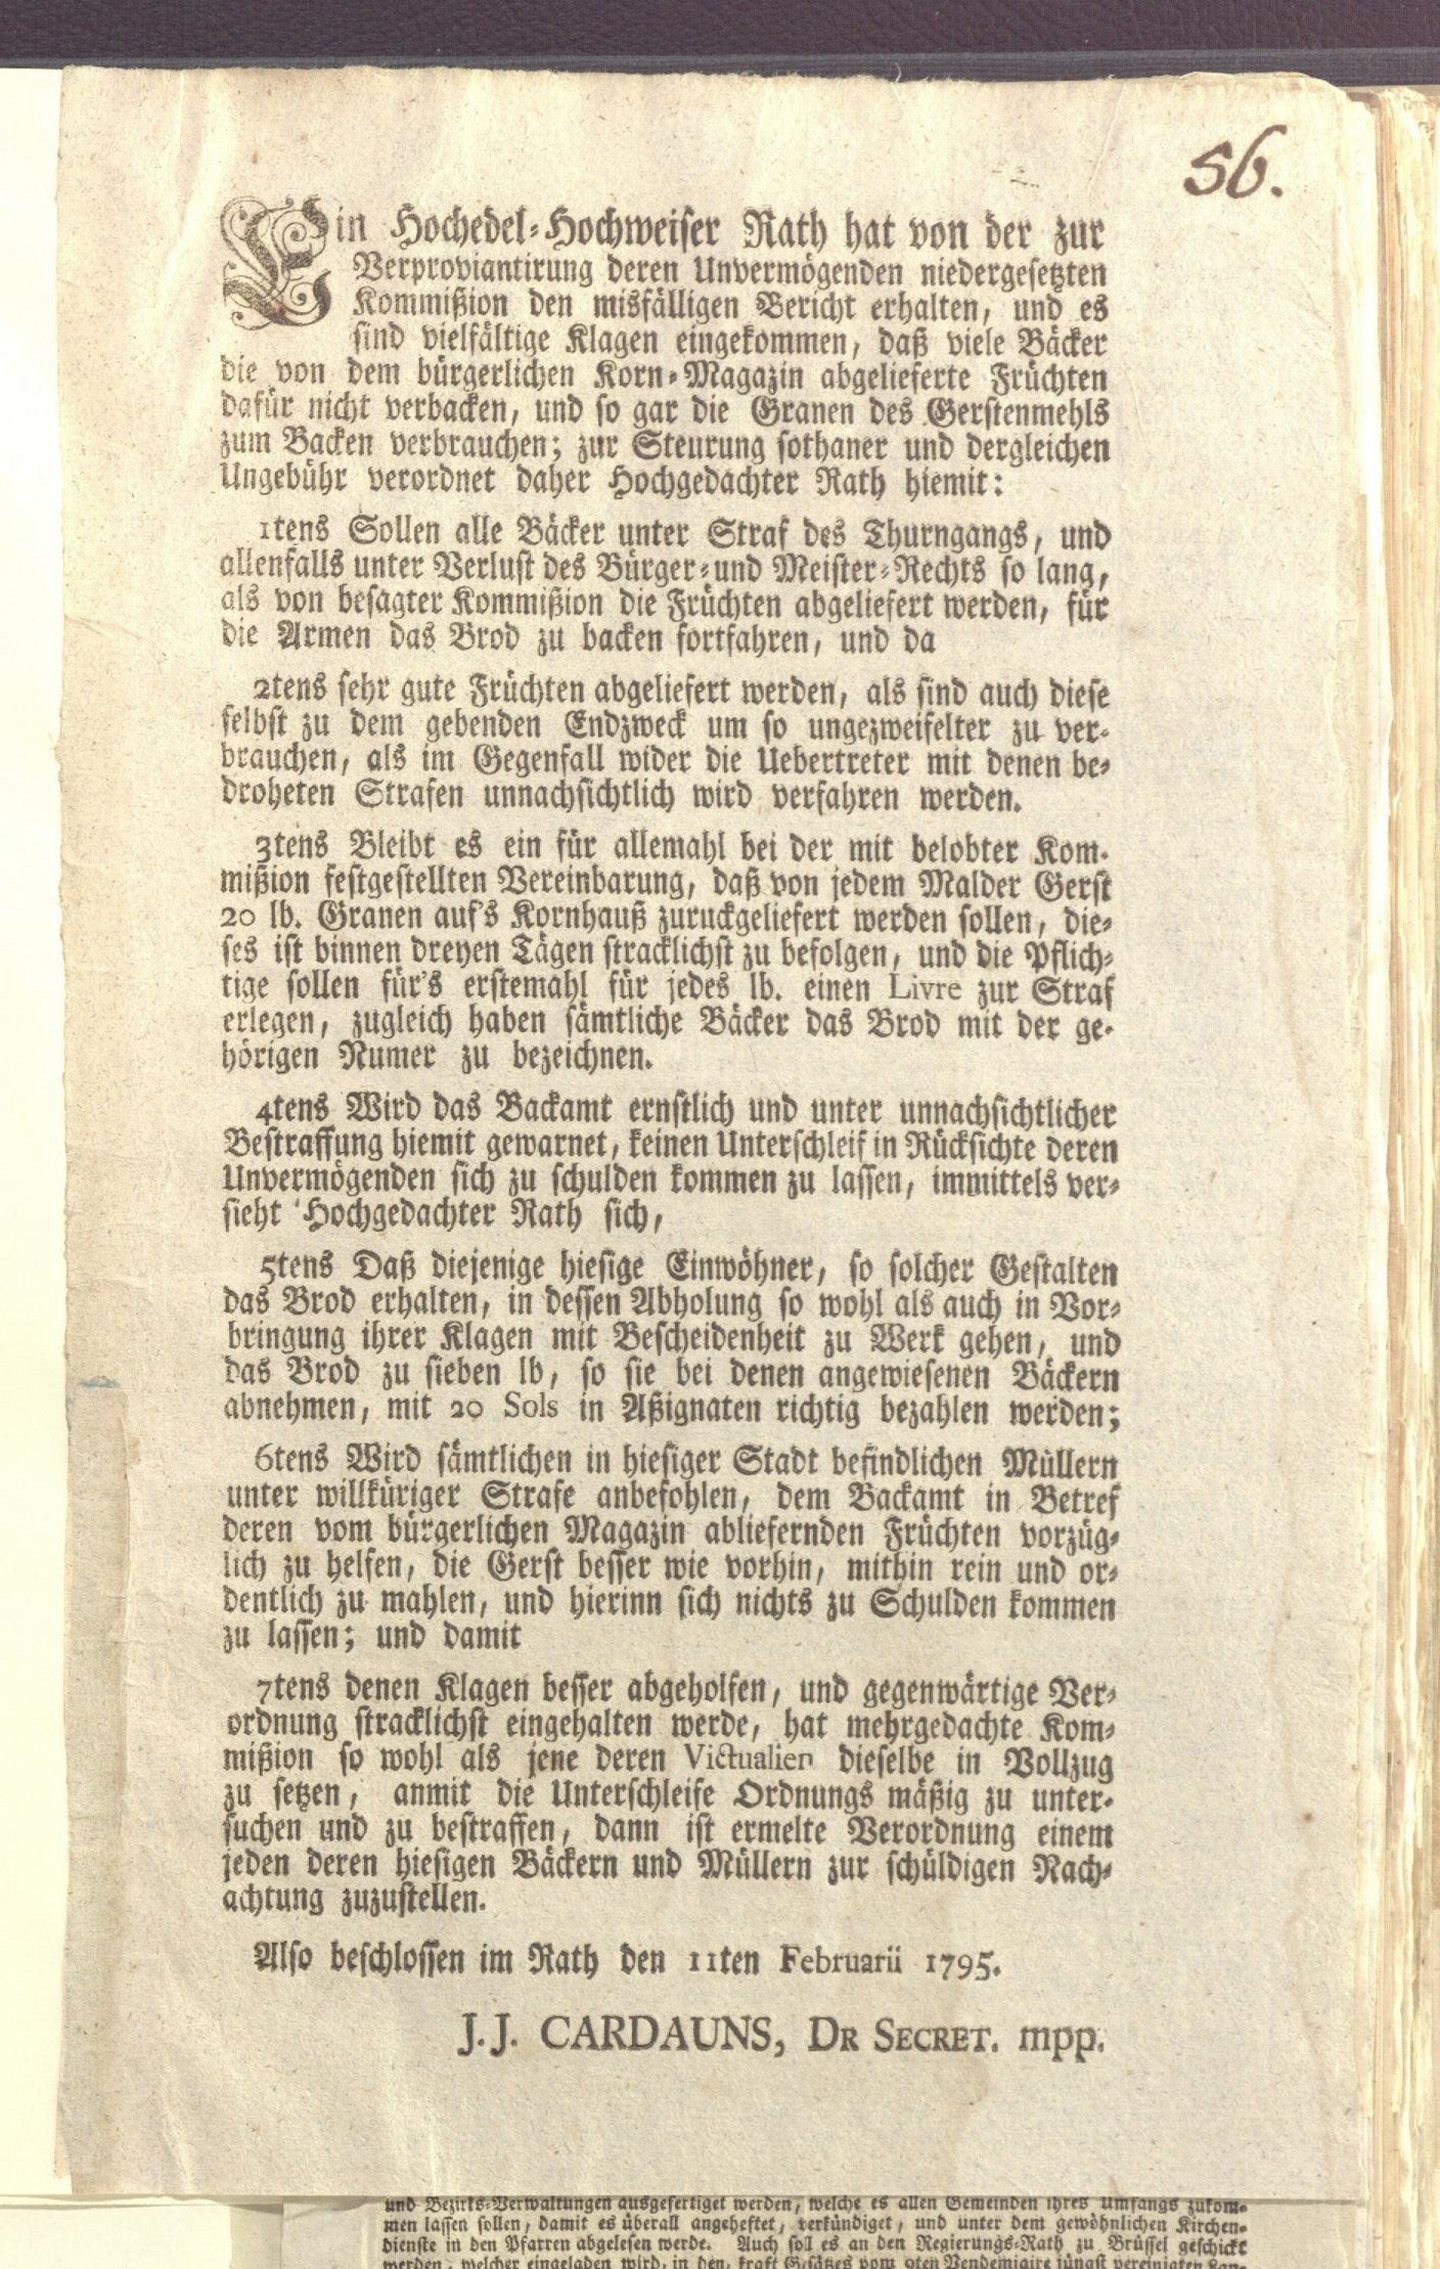 56.
Ein Hochedel-Hochweiser Rath hat von der zur
Verproviantirung deren Unvermögenden niedergesetzten
Kommißion den misfälligen Bericht erhalten, und es
sind vielfältige Klagen eingekommen, daß viele Bäcker
die von dem bürgerlichen Korn-Magazin abgelieferte Früchten
dafür nicht verbacken, und so gar die Granen des Gerstenmehls
zum Backen verbrauchen; zur Steurung sothaner und dergleichen
Ungebühr verordnet daher Hochgedachter Rath hiemit:
1tens Sollen alle Bäcker unter Straf des Thurngangs, und
allenfalls unter Verlust des Bürger-und Meister-Rechts so lang,
als von besagter Kommißion die Früchten abgeliefert werden, für
die Armen das Brod zu backen fortfahren, und da
2tens sehr gute Früchten abgeliefert werden, als sind auch diese
selbst zu dem gebenden Endzweck um so ungezweifelter zu ver-
brauchen, als im Gegenfall wider die Uebertreter mit denen be-
droheten Strafen unnachsichtlich wird verfahren werden.
3tens Bleibt es ein für allemahl bei der mit belobter Kom-
mißion festgestellten Vereinbarung, daß von jedem Malder Gerst
20 lb. Granen auf's Kornhauß zuruckgeliefert werden sollen, die-
ses ist binnen dreyen Tägen stracklichst zu befolgen, und die Pflich-
tige sollen für's erstemahl für jedes lb. einen Livre zur Straf
erlegen, zugleich haben sämtliche Bäcker das Brod mit der ge-
hörigen Numer zu bezeichnen.
4tens Wird das Backamt ernstlich und unter unnachsichtlicher
Bestraffung hiemit gewarnet, keinen Unterschleif in Rücksichte deren
Unvermögenden sich zu schulden kommen zu lassen, immittels ver-
sieht Hochgedachter Rath sich,
5tens Daß diejenige hiesige Einwöhner, so solcher Gestalten
das Brod erhalten, in dessen Abholung so wohl als auch in Vor-
bringung ihrer Klagen mit Bescheidenheit zu Werk gehen, und
das Brod zu sieben lb, so sie bei denen angewiesenen Bäckern
abnehmen, mit 20 Sols in Aßignaten richtig bezahlen werden;
6tens Wird sämtlichen in hiesiger Stadt befindlichen Müllern
unter willküriger Strafe anbefohlen, dem Backamt in Betref
deren vom bürgerlichen Magazin abliefernden Früchten vorzüg-
lich zu helfen, die Gerst besser wie vorhin, mithin rein und or-
dentlich zu mahlen, und hierinn sich nichts zu Schulden kommen
zu lassen; und damit
7tens denen Klagen besser abgeholfen, und gegenwärtige Ver-
ordnung stracklichst eingehalten werde, hat mehrgedachte Kom-
mißion so wohl als jene deren Victualien dieselbe in Vollzug
zu setzen, anmit die Unterschleife Ordnungs mäßig zu unter-
suchen und zu bestraffen, dann ist ermelte Verordnung einem
jeden deren hiesigen Bäckern und Müllern zur schüldigen Nach-
achtung zuzustellen.
Also beschlossen im Rath den 11ten Februarii 1795.
J. J. CARDAUNS, DR SECRET. mpp.
und Bezirks-Verwaltungen ausgefertiget werden, welche es allen Gemeinden ihres Umfangs zukom-
men lassen sollen, damit es überall angeheftet, verkündiget, und unter dem gewöhnlichen Kirchen-
dienste in den Pfarren abgelesen werde. Auch soll es an den Regierungs-Rath zu Brüssel geschickt
werden, welcher eingeladen wird, in den, kraft Gesätzes vom 9ten Vendemiaire jüngst vereinigten Lan-